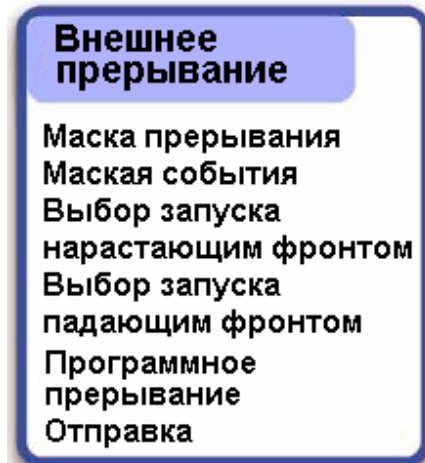 Внешнее
прерывание
Маска прерывания
Маская события
Выбор запуска
нарастающим фронтом
Выбор запуска
падающим фронтом
Программное
прерывание
Отправка